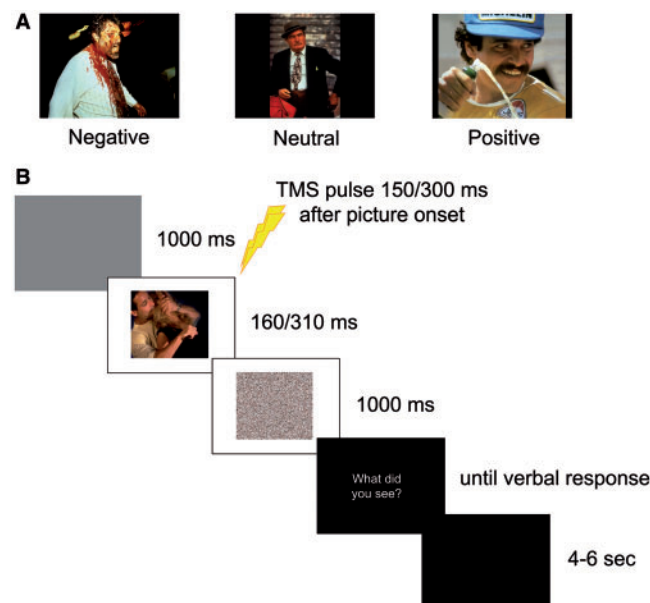 A
Negative
Neutral
Positive
B
TMS pulse 150/300 ms
after picture onset
1000 ms
160/310 ms
1000 ms
What did
you see?
until verbal response
4-6 sec